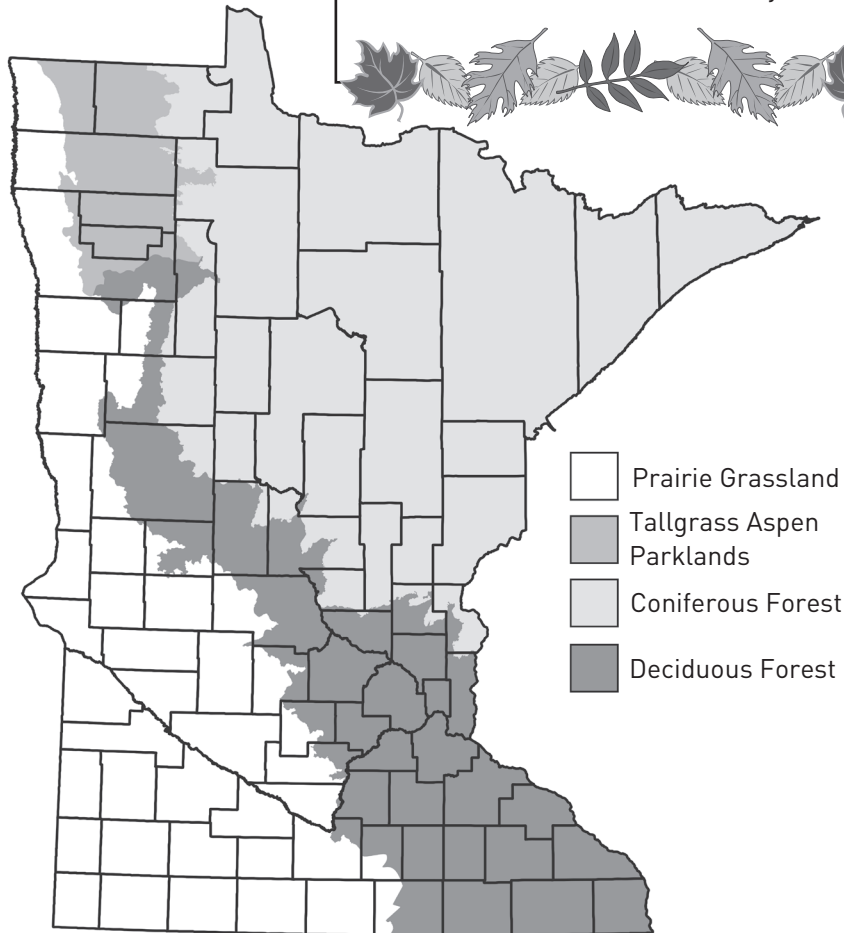 Prairie Grassland
Tallgrass Aspen
Parklands
Coniferous Forest
Deciduous Forest